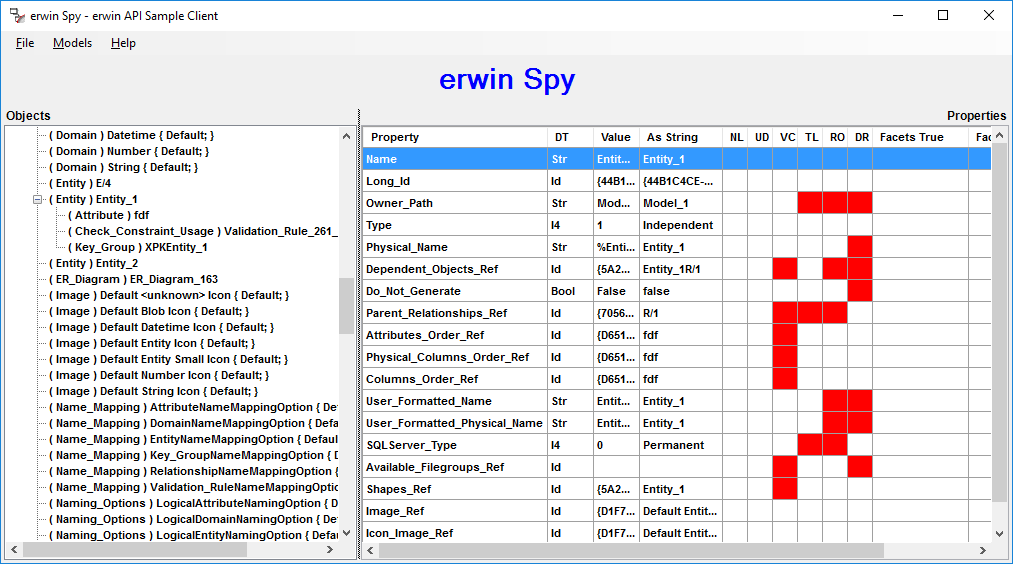 erwin Spy - erwin API Sample Client
File Models Help
erwin Spy
Objects
Properties
( Domain ) Datetime { Default; }
( Domain ) Number { Default; }
( Domain ) String { Default; }
( Entity ) E/4
( Entity ) Entity_1
( Attribute ) fdf
( Check_Constraint_Usage ) Validation_Rule_261_
( Key_Group ) XPKEntity_1
( Entity ) Entity_2
( ER_Diagram ) ER_Diagram_163
( Image ) Default <unknown> Icon { Default; }
( Image ) Default Blob Icon { Default; }
( Image ) Default Datetime Icon { Default; }
( Image ) Default Entity Icon { Default; }
( Image ) Default Entity Small Icon { Default; }
( Image ) Default Number Icon { Default; }
( Image ) Default String Icon { Default; }
( Name_Mapping ) AttributeNameMappingOption { Def
( Name_Mapping ) DomainNameMappingOption { Defa
( Name_Mapping ) EntityNameMappingOption { Defaul
( Name_Mapping ) Key_GroupNameMappingOption { D
( Name_Mapping ) RelationshipNameMappingOption {
( Name_Mapping ) Validation_RuleNameMappingOptio
( Naming_Options ) LogicalAttributeNamingOption { D
( Naming_Options ) LogicalDomainNamingOption { De
( Naming_Options ) LogicalEntityNamingOption { Defa
Property DT Value As String NL UD VC TL RO DR Facets True Fac
Name Str Entit... Entity_1
Long_Id Id {44B1... {44B1C4CE-...
Owner_Path Str Mod... Model_1
Type I4 1 Independent
Physical_Name Str %Enti... Entity_1
Dependent_Objects_Ref Id {5A2... Entity_1R/1
Do_Not_Generate Bool False false
Parent_Relationships_Ref Id {7056... R/1
Attributes_Order_Ref Id {D651... fdf
Physical_Columns_Order_Ref Id {D651... fdf
Columns_Order_Ref Id {D651... fdf
User_Formatted_Name Str Entit... Entity_1
User_Formatted_Physical_Name Str Entit... Entity_1
SQLServer_Type I4 0 Permanent
Available_Filegroups_Ref Id
Shapes_Ref Id {5A2... Entity_1
Image_Ref Id {D1F7... Default Entit...
Icon_Image_Ref Id {D1F7... Default Entit...